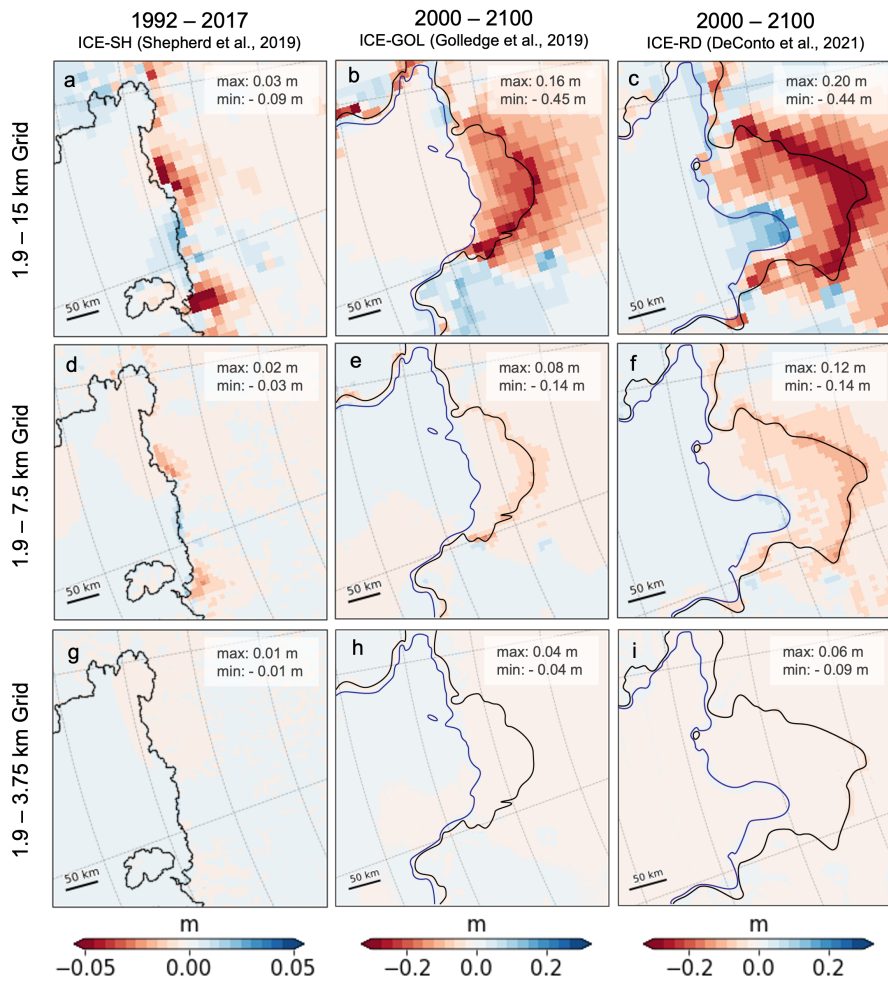 1992 – 2017
ICE-SH (Shepherd et al., 2019)
2000 – 2100
ICE-GOL (Golledge et al., 2019)
2000 – 2100
ICE-RD (DeConto et al., 2021)
1.9 – 15 km Grid
a
max: 0.03 m
min: - 0.09 m
50 km
b
max: 0.16 m
min: - 0.45 m
50 km
c
max: 0.20 m
min: - 0.44 m
50 km
1.9 – 7.5 km Grid
d
max: 0.02 m
min: - 0.03 m
50 km
e
max: 0.08 m
min: - 0.14 m
50 km
f
max: 0.12 m
min: - 0.14 m
50 km
1.9 – 3.75 km Grid
g
max: 0.01 m
min: - 0.01 m
50 km
h
max: 0.04 m
min: - 0.04 m
50 km
i
max: 0.06 m
min: - 0.09 m
50 km
m
−0.05 0.00 0.05
m
−0.2 0.0 0.2
m
−0.2 0.0 0.2